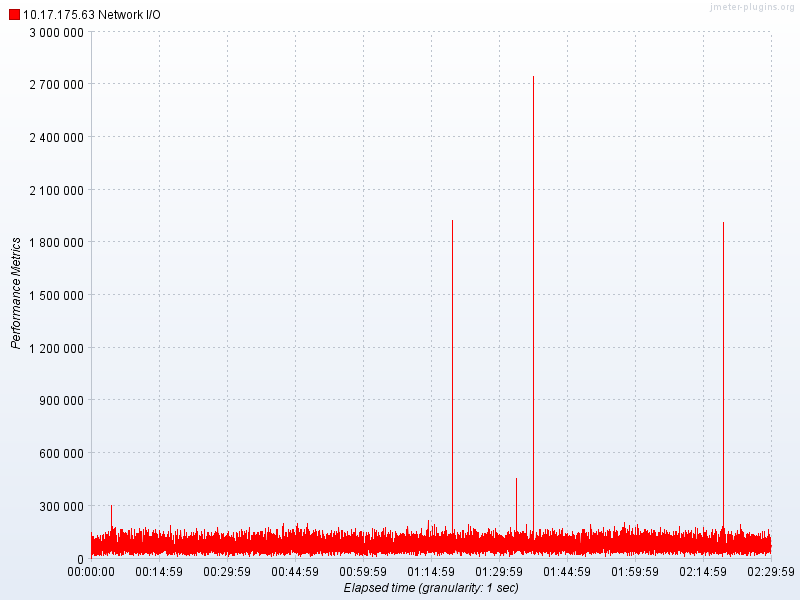 jmeter-plugins.org
10.17.175.63 Network I/O
3 000 000
2 700 000
2 400 000
2 100 000
1 800 000
1 500 000
1 200 000
900 000
600 000
300 000
0
Performance Metrics
00:00:00 00:14:59 00:29:59 00:44:59 00:59:59 01:14:59 01:29:59 01:44:59 01:59:59 02:14:59 02:29:59
Elapsed time (granularity: 1 sec)